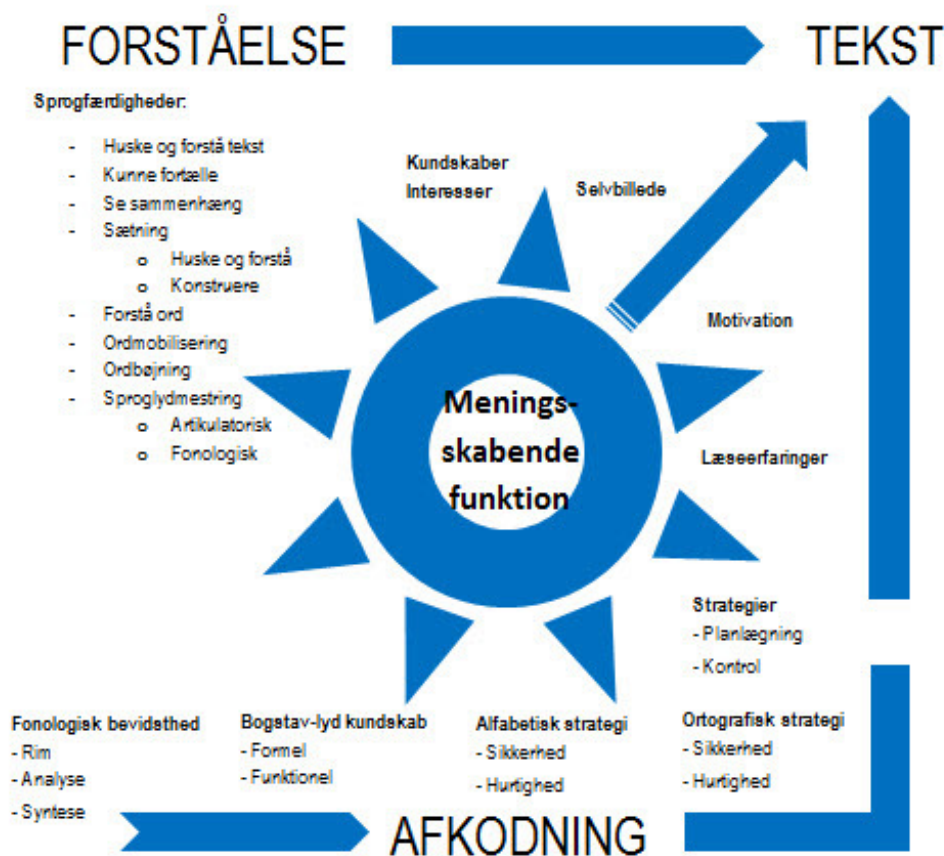 FORSTÅELSE
TEKST
Sprogfærdigheder:
- Huske og forstå tekst
- Kunne fortælle
- Se sammenhæng
- Sætning
o Huske og forstå
o Konstruere
- Forstå ord
- Ordmobilisering
- Ordbøjning
- Sproglydmestring
o Artikulatorisk
o Fonologisk
Kundskaber
Interesser
Selvbillede
Motivation
Læseerfaringer
Strategier
- Planlægning
- Kontrol
Menings-
skabende
funktion
Fonologisk bevidsthed
- Rim
- Analyse
- Syntese
Bogstav-lyd kundskab
- Formel
- Funktionel
Alfabetisk strategi
- Sikkerhed
- Hurtighed
Ortografisk strategi
- Sikkerhed
- Hurtighed
AFKODNING